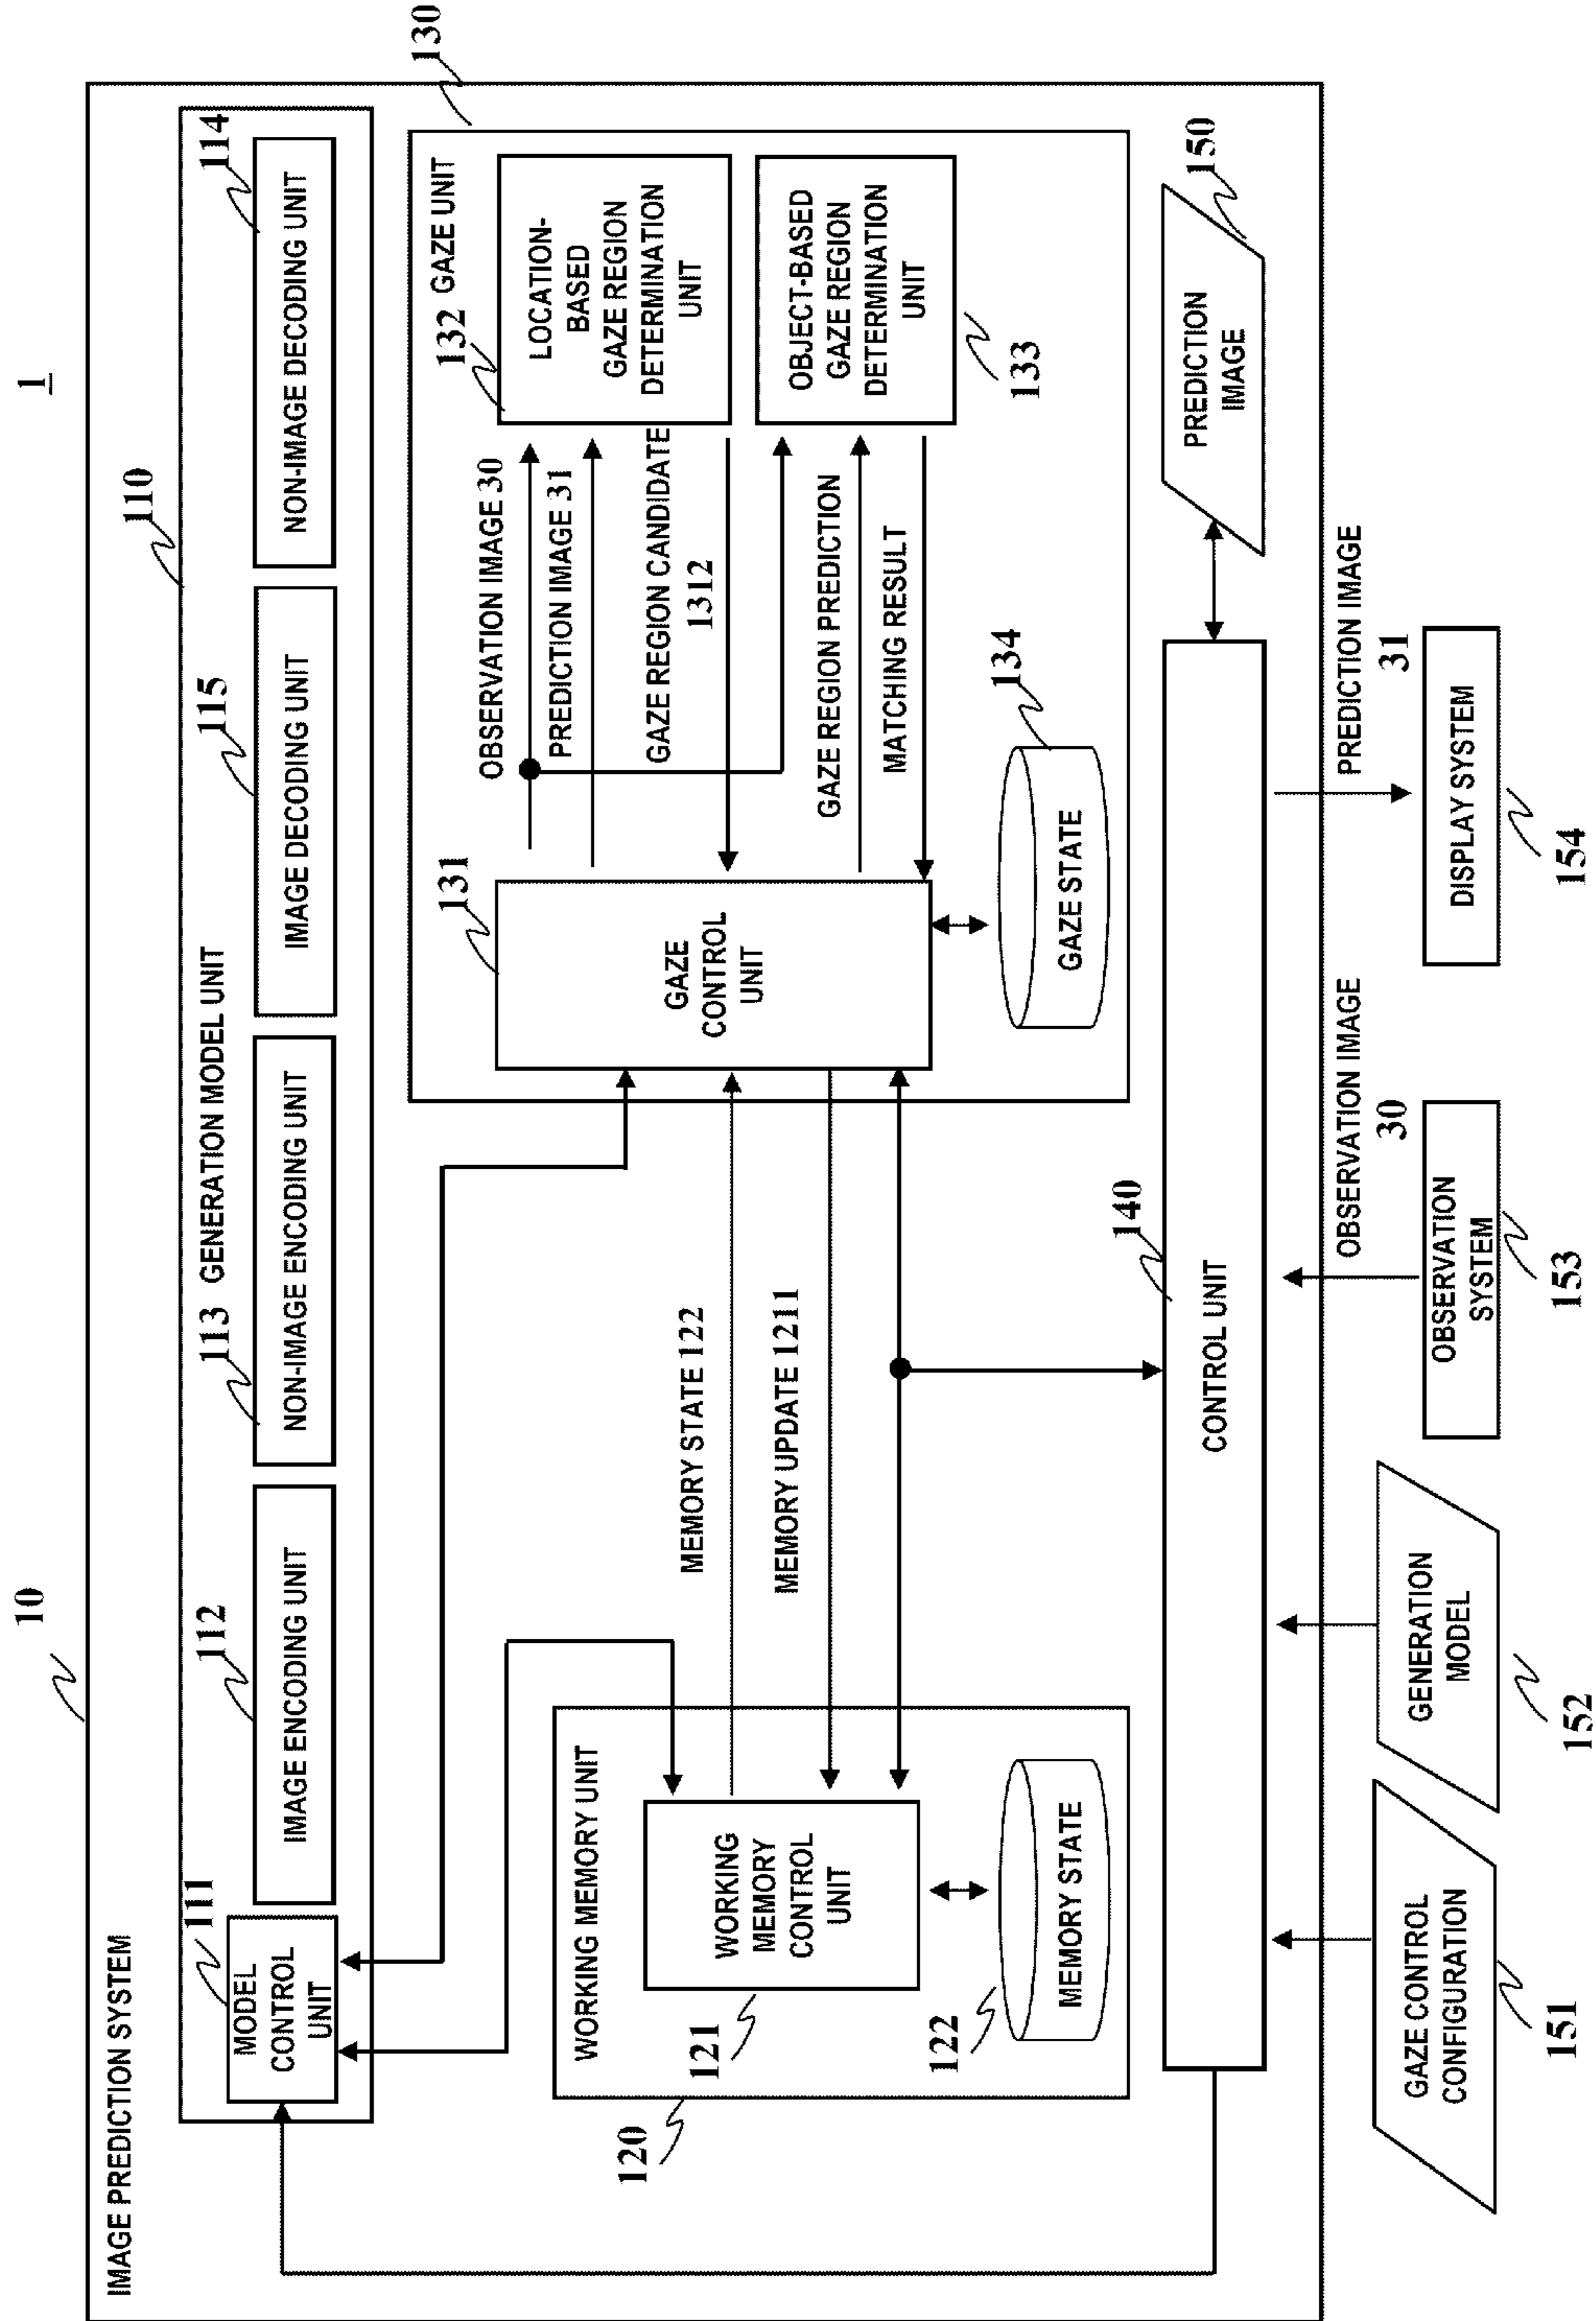 1
10
IMAGE PREDICTION SYSTEM
110
GENERATION MODEL UNIT
111
MODEL
CONTROL
UNIT
112
IMAGE ENCODING UNIT
113
NON-IMAGE ENCODING UNIT
115
IMAGE DECODING UNIT
114
NON-IMAGE DECODING UNIT
130
GAZE UNIT
120
WORKING MEMORY UNIT
121
WORKING
MEMORY
CONTROL
UNIT
122
MEMORY STATE
MEMORY STATE 122
MEMORY UPDATE 1211
131
GAZE
CONTROL
UNIT
134
GAZE STATE
OBSERVATION IMAGE 30
PREDICTION IMAGE 31
GAZE REGION CANDIDATE
1312
GAZE REGION PREDICTION
MATCHING RESULT
132
LOCATION-
BASED
GAZE REGION
DETERMINATION
UNIT
OBJECT-BASED
GAZE REGION
DETERMINATION
UNIT
133
140
CONTROL UNIT
150
PREDICTION
IMAGE
GAZE CONTROL
CONFIGURATION
151
GENERATION
MODEL
152
OBSERVATION IMAGE
30
OBSERVATION
SYSTEM
153
PREDICTION IMAGE
31
DISPLAY SYSTEM
154